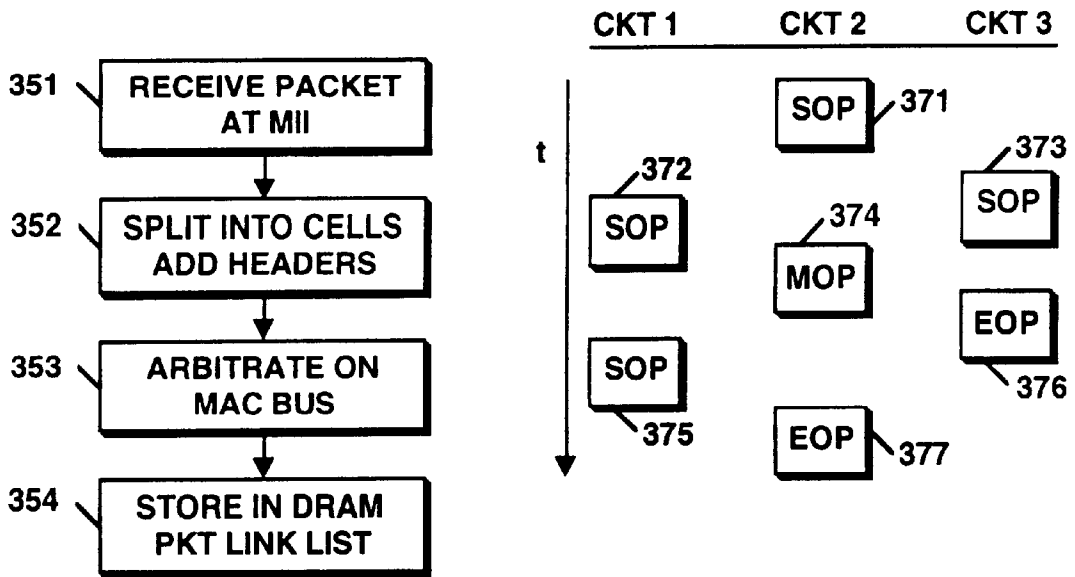 351
RECEIVE PACKET
AT MII
352
SPLIT INTO CELLS
ADD HEADERS
353
ARBITRATE ON
MAC BUS
354
STORE IN DRAM
PKT LINK LIST
CKT 1 CKT 2 CKT 3
t
SOP 371
372
SOP
373
SOP
374
MOP
SOP
375
EOP
376
EOP 377